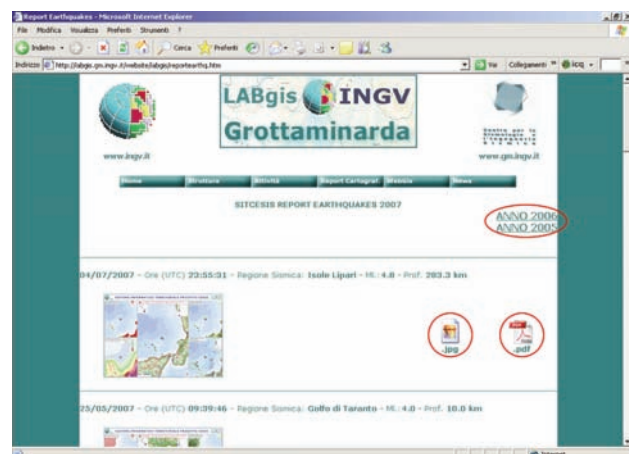 Report Earthquakes - Microsoft Internet Explorer
File Modifica Visualizza Preferiti Strumenti ?
Indietro Cerca Preferiti
Indirizzo http://labgis.gm.ingv.it/website/labgis/reportearthq.htm Vai Collegamenti » ICQ
LABgis INGV
Grottaminarda
www.ingv.it
www.gm.ingv.it
Home Strutture Attività Report Cartograf Website News
SITCESIS REPORT EARTHQUAKES 2007
ANNO 2006
ANNO 2005
04/07/2007 - Ore (UTC) 23:55:31 - Regione Sismica: Isole Lipari - Ml.:4.0 - Prof. 283.3 km
.jpg
.pdf
25/05/2007 - Ore (UTC) 09:39:46 - Regione Sismica: Golfo di Taranto - Ml.:4.0 - Prof. 10.0 km
Internet